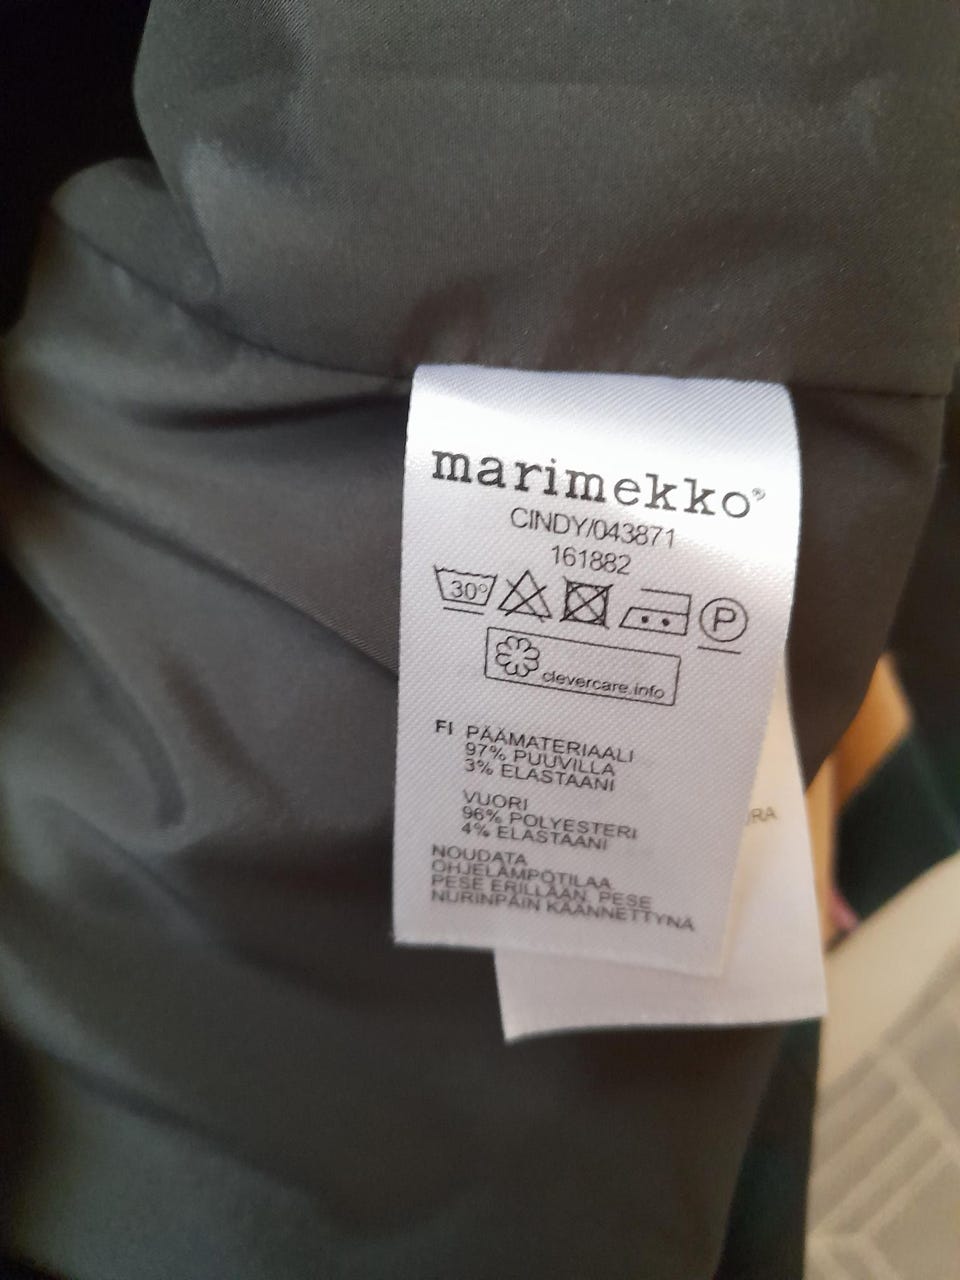 marimekko®
CINDY/043871
161882
30°
P
clevercare.info
FI PÄÄMATERIAALI
97% PUUVILLA
3% ELASTAANI
VUORI
96% POLYESTERI
4% ELASTAANI
NOUDATA
OHJELÄMPÖTILAA.
PESE ERILLÄÄN. PESE
NURINPÄIN KÄÄNNETTYNÄ